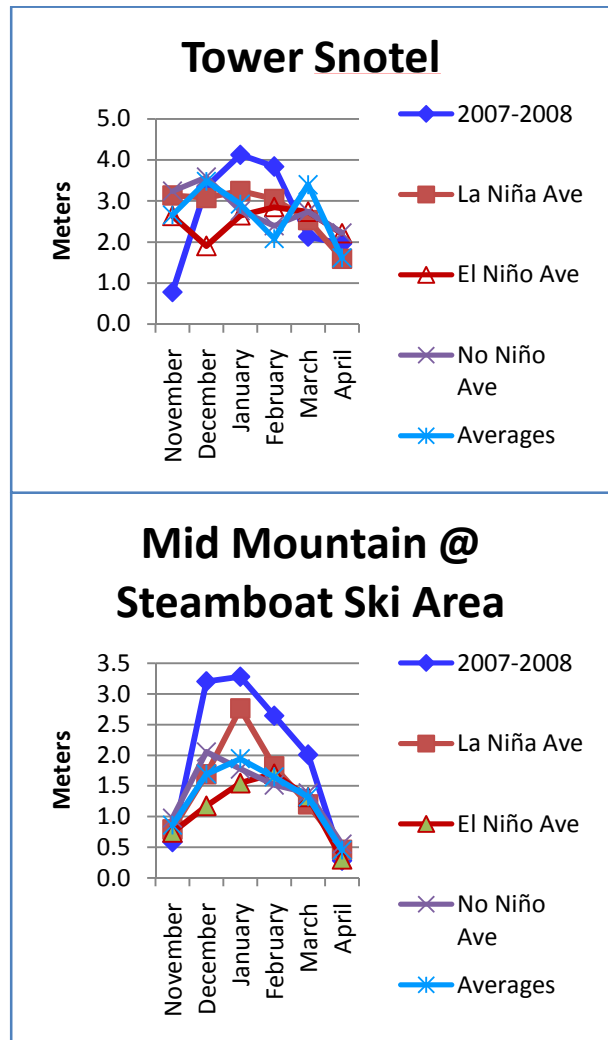 Tower Snotel
5.0
4.0
3.0
2.0
1.0
0.0
Meters
November
December
January
February
March
April
2007-2008
La Niña Ave
El Niño Ave
No Niño
Ave
Averages
Mid Mountain @
Steamboat Ski Area
3.5
3.0
2.5
2.0
1.5
1.0
0.5
0.0
Meters
November
December
January
February
March
April
2007-2008
La Niña Ave
El Niño Ave
No Niño
Ave
Averages